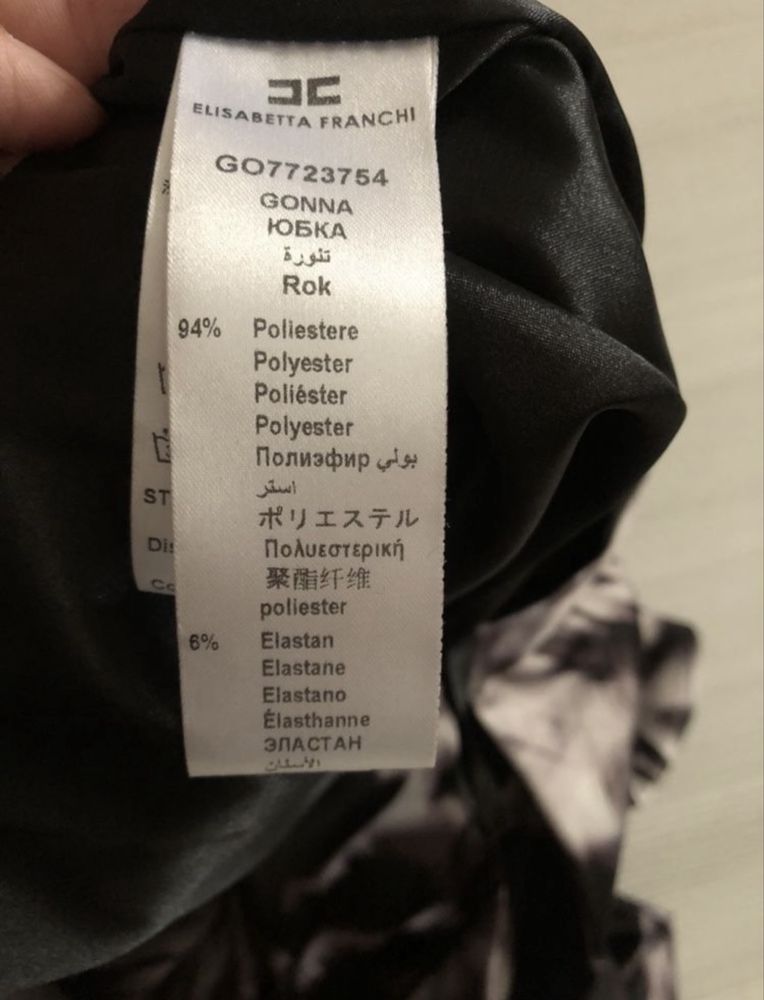 ELISABETTA FRANCHI
GO7723754
GONNA
ЮБКА
تنورة
Rok
94% Poliestere
Polyester
Poliéster
Polyester
Полиэфир بولي
استر
ポリエステル
Πολυεστερική
聚酯纤维
poliester
6% Elastan
Elastane
Elastano
Élasthanne
ЭЛАСТАН
ST